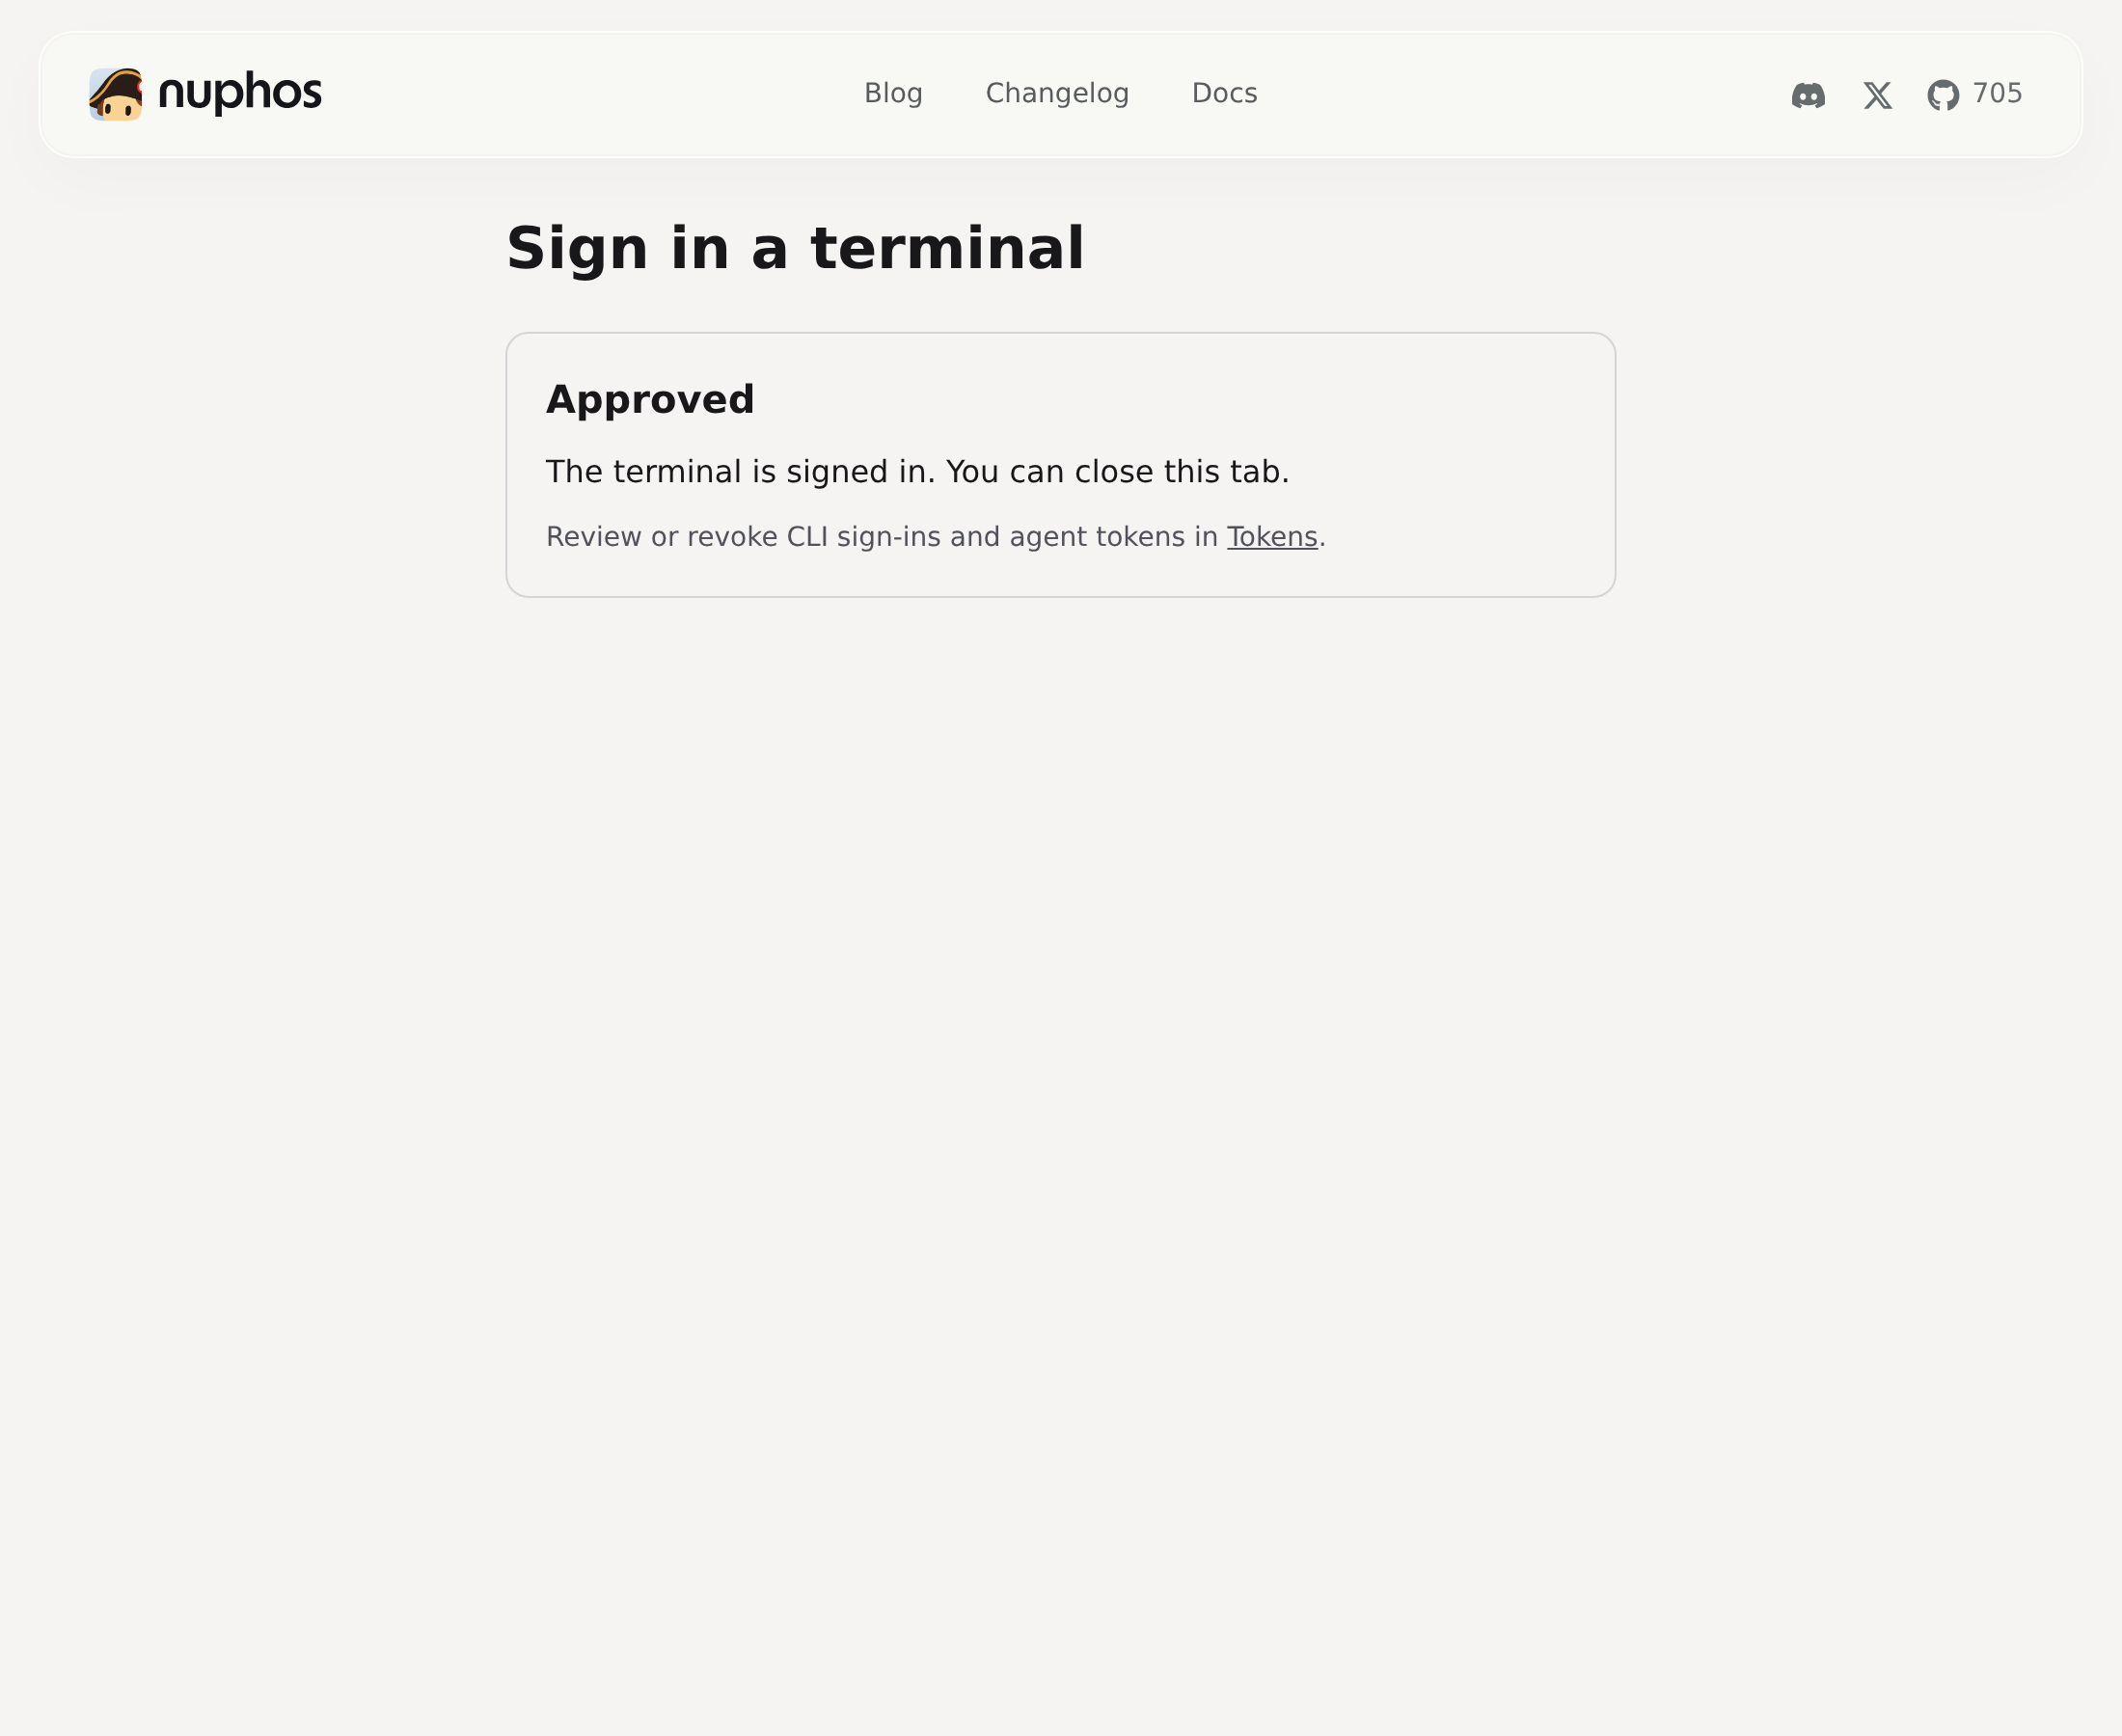 nuphos
Blog
Changelog
Docs
705
Sign in a terminal
Approved
The terminal is signed in. You can close this tab.
Review or revoke CLI sign-ins and agent tokens in Tokens.